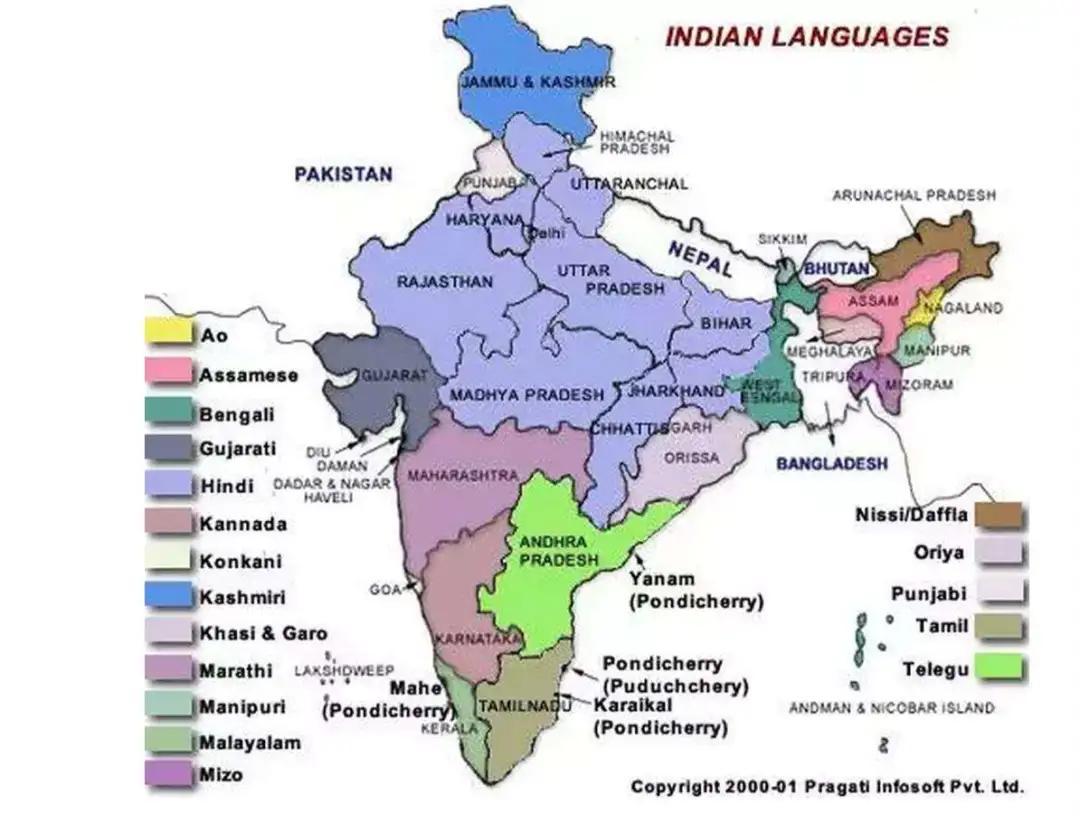 INDIAN LANGUAGES
JAMMU & KASHMIR
HIMACHAL
PRADESH
PAKISTAN
PUNJAB
UTTARANCHAL
ARUNACHAL PRADESH
HARYANA
Delhi
NEPAL
SIKKIM
BHUTAN
RAJASTHAN
UTTAR
PRADESH
ASSAM
NAGALAND
BIHAR
MEGHALAYA
MANIPUR
GUJARAT
TRIPURA
MIZORAM
MADHYA PRADESH
JHARKHAND
WEST
BENGAL
CHHATTISGARH
DIU
DAMAN
DADAR & NAGAR
HAVELI
MAHARASHTRA
ORISSA
BANGLADESH
ANDHRA
PRADESH
Yanam
(Pondicherry)
GOA
KARNATAKA
LAKSHDWEEP
Mahe
(Pondicherry)
KERALA
TAMILNADU
Pondicherry
(Puduchchery)
Karaikal
(Pondicherry)
ANDMAN & NICOBAR ISLAND
Ao
Assamese
Bengali
Gujarati
Hindi
Kannada
Konkani
Kashmiri
Khasi & Garo
Marathi
Manipuri
Malayalam
Mizo
Nissi/Daffla
Oriya
Punjabi
Tamil
Telegu
Copyright 2000-01 Pragati Infosoft Pvt. Ltd.